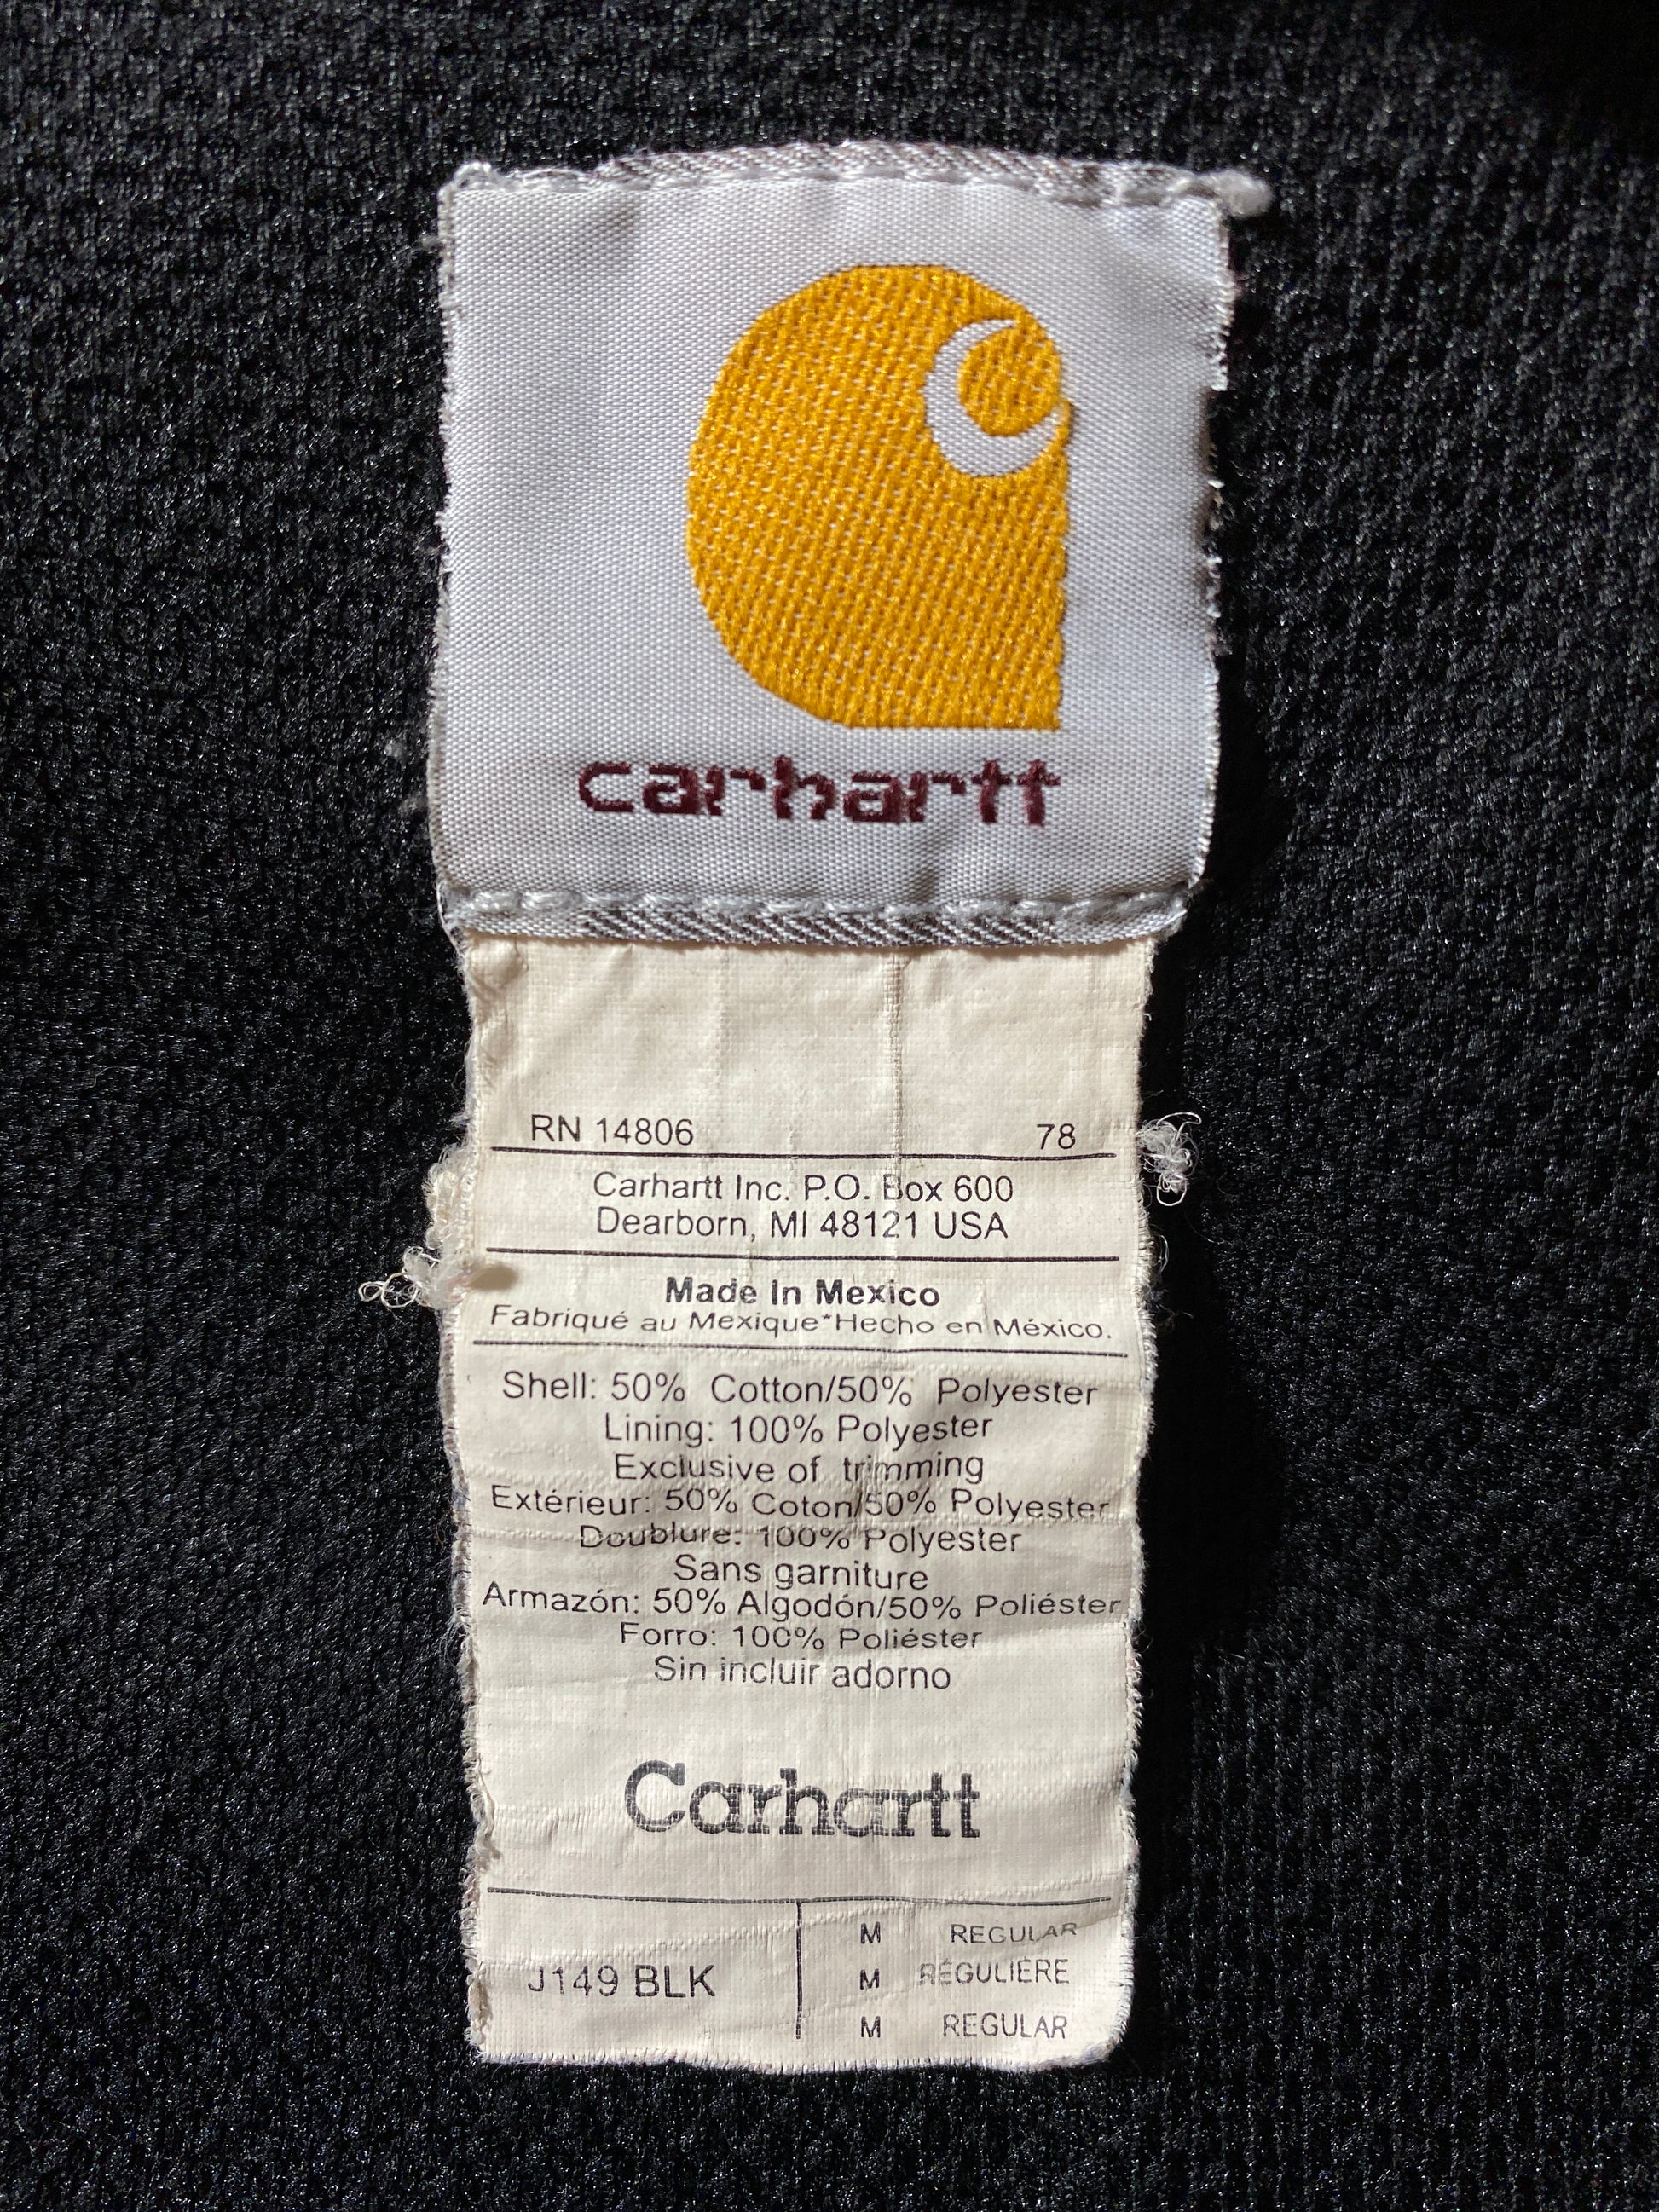 carhartt
RN 14806 78
Carhartt Inc. P.O. Box 600
Dearborn, MI 48121 USA
Made In Mexico
Fabriqué au Mexique*Hecho en México.
Shell: 50% Cotton/50% Polyester
Lining: 100% Polyester
Exclusive of trimming
Extérieur: 50% Coton/50% Polyester
Doublure: 100% Polyester
Sans garniture
Armazón: 50% Algodón/50% Poliéster
Forro: 100% Poliéster
Sin incluir adorno
Carhartt
J149 BLK
M REGULAR
M RÉGULIÈRE
M REGULAR